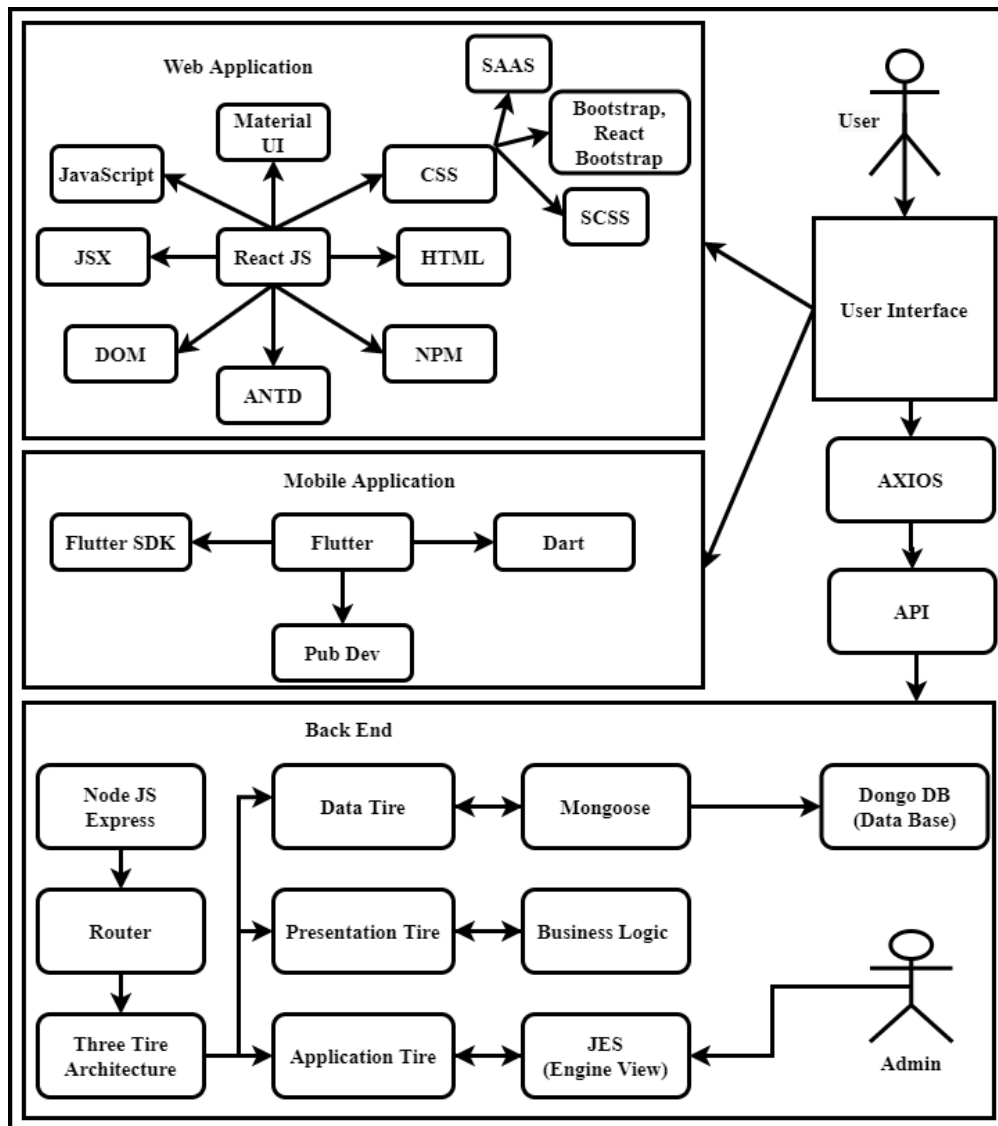 Web Application
SAAS
Bootstrap,
React
Bootstrap
SCSS
Material
UI
JavaScript
CSS
JSX
React JS
HTML
DOM
ANTD
NPM
User
User Interface
AXIOS
API
Mobile Application
Flutter SDK
Flutter
Dart
Pub Dev
Back End
Node JS
Express
Data Tire
Mongoose
Dongo DB
(Data Base)
Router
Presentation Tire
Business Logic
Three Tire
Architecture
Application Tire
JES
(Engine View)
Admin